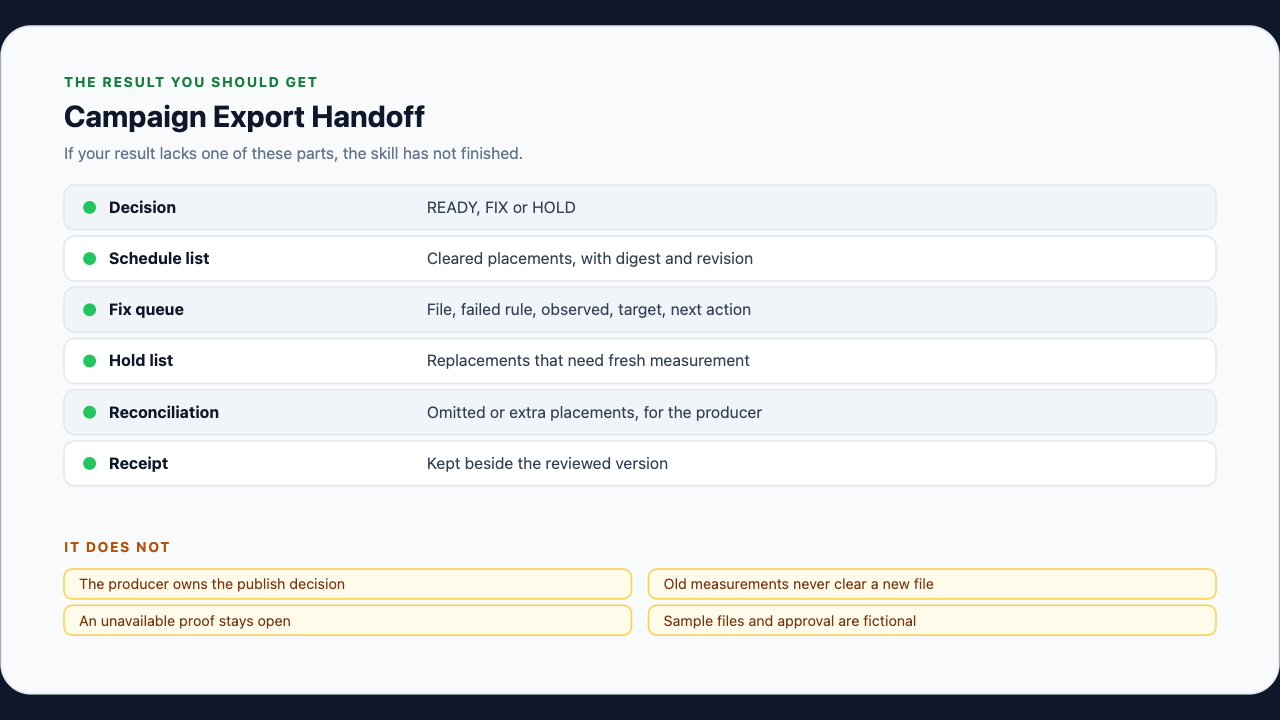 THE RESULT YOU SHOULD GET
Campaign Export Handoff
If your result lacks one of these parts, the skill has not finished.
Decision READY, FIX or HOLD
Schedule list Cleared placements, with digest and revision
Fix queue File, failed rule, observed, target, next action
Hold list Replacements that need fresh measurement
Reconciliation Omitted or extra placements, for the producer
Receipt Kept beside the reviewed version
IT DOES NOT
The producer owns the publish decision
Old measurements never clear a new file
An unavailable proof stays open
Sample files and approval are fictional